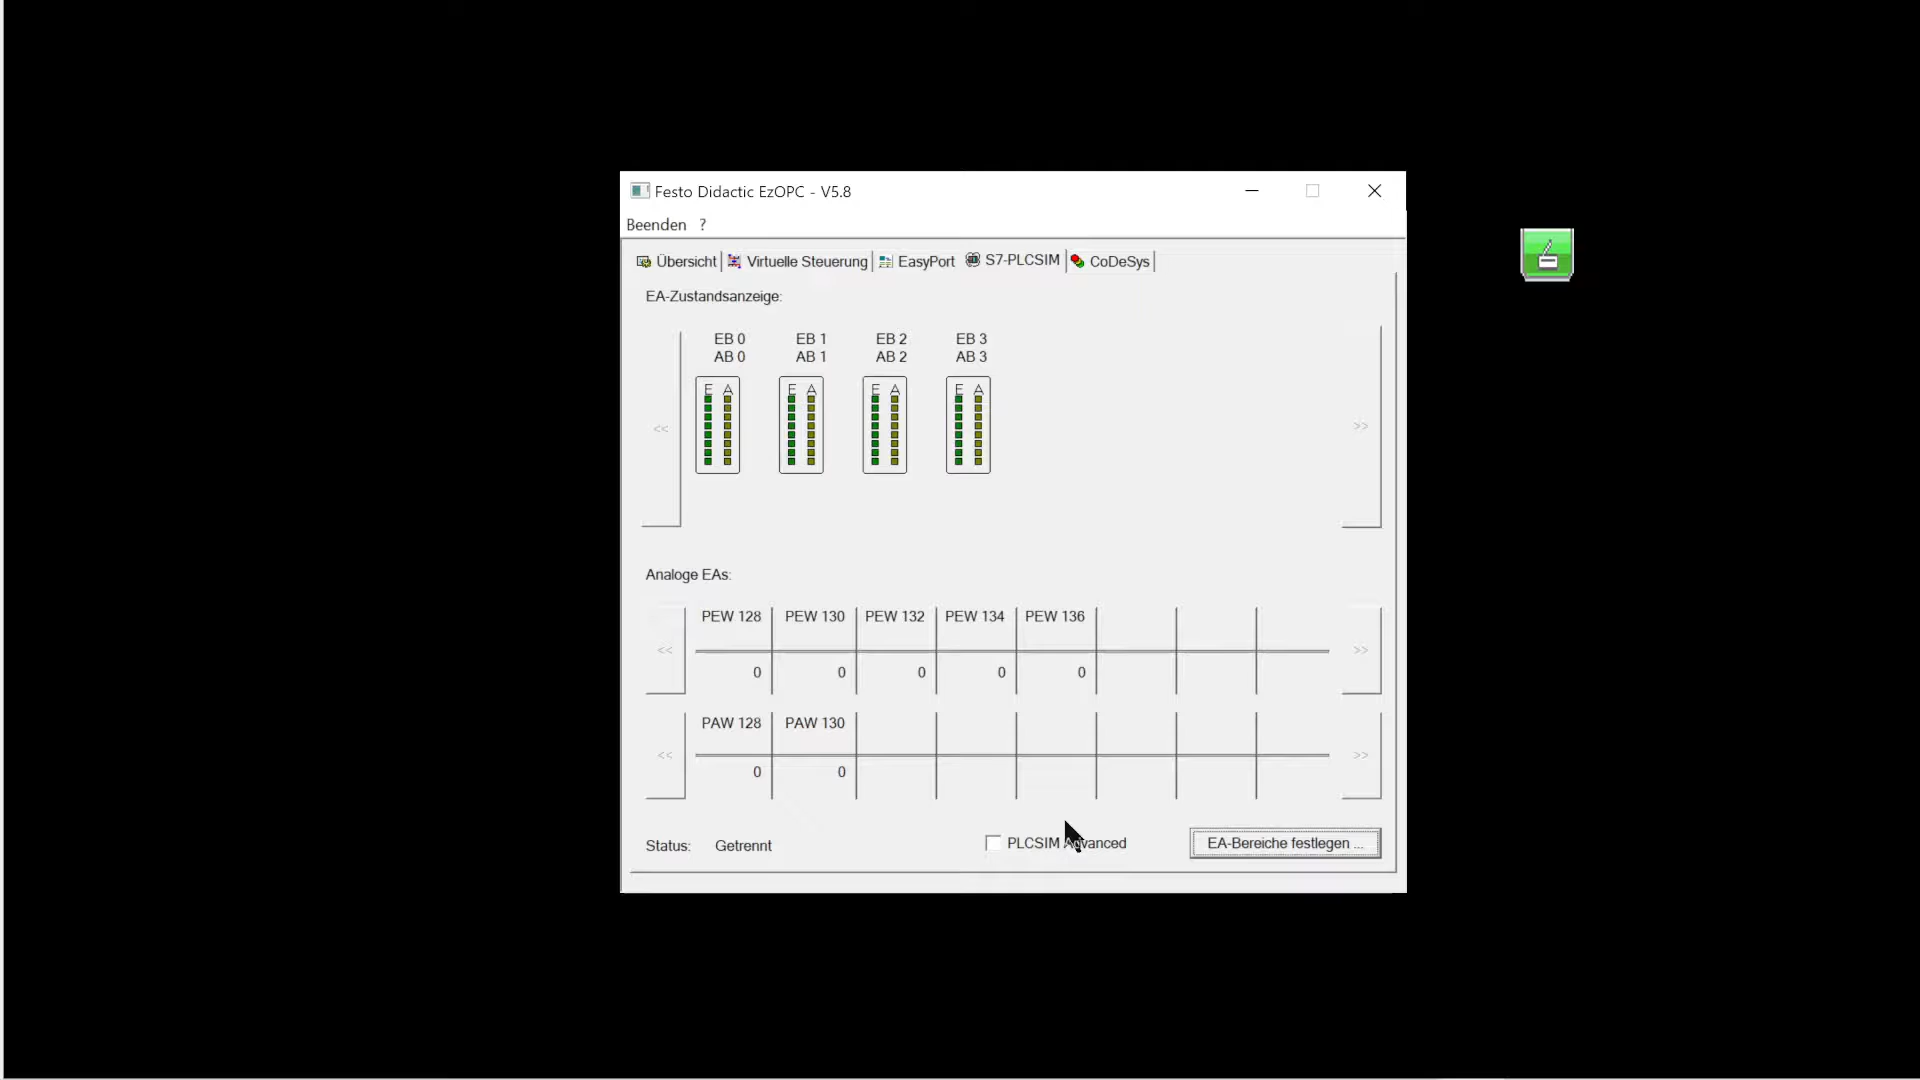 Festo Didactic EzOPC - V5.8
Beenden ?
Übersicht Virtuelle Steuerung EasyPort S7-PLCSIM CoDeSys
EA-Zustandsanzeige:
EB 0 EB 1 EB 2 EB 3
AB 0 AB 1 AB 2 AB 3
E A E A E A E A
<< >>
Analoge EAs:
PEW 128 PEW 130 PEW 132 PEW 134 PEW 136
<< >>
0 0 0 0 0
PAW 128 PAW 130
<< >>
0 0
Status: Getrennt PLCSIM Advanced EA-Bereiche festlegen ...